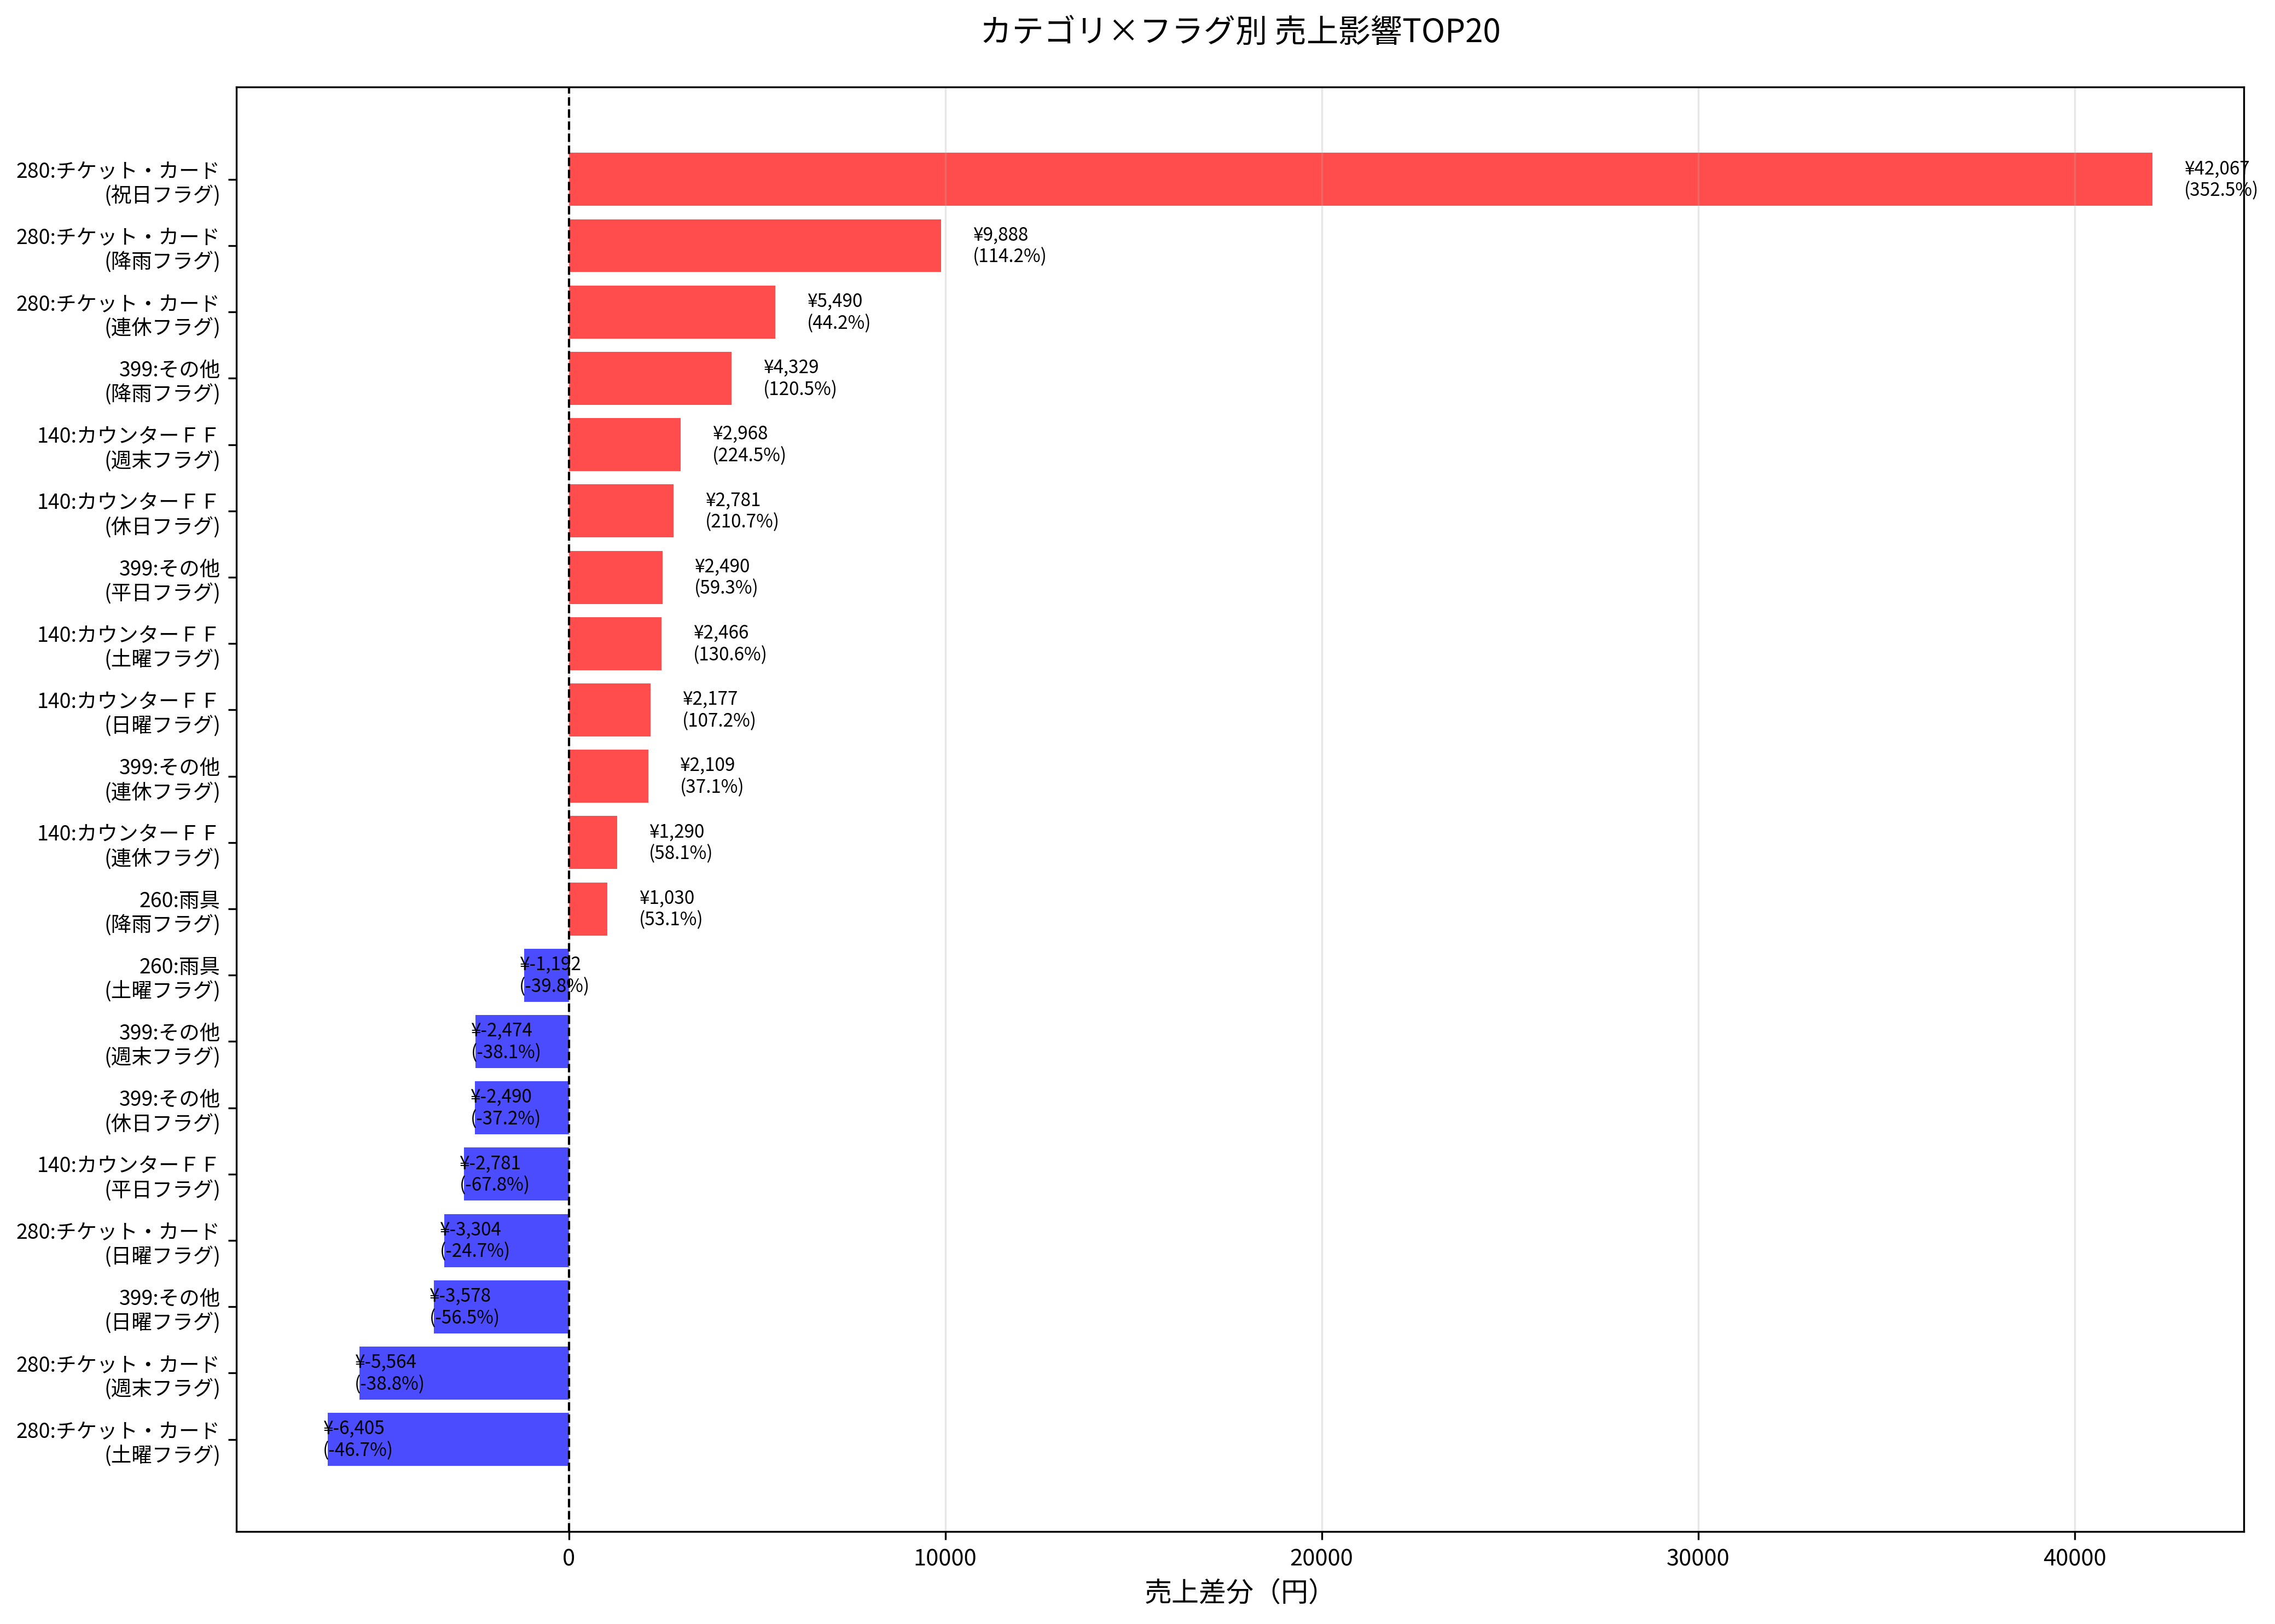 カテゴリ×フラグ別 売上影響TOP20
280:チケット・カード
(祝日フラグ)
¥42,067
(352.5%)
280:チケット・カード
(降雨フラグ)
¥9,888
(114.2%)
280:チケット・カード
(連休フラグ)
¥5,490
(44.2%)
399:その他
(降雨フラグ)
¥4,329
(120.5%)
140:カウンターＦＦ
(週末フラグ)
¥2,968
(224.5%)
140:カウンターＦＦ
(休日フラグ)
¥2,781
(210.7%)
399:その他
(平日フラグ)
¥2,490
(59.3%)
140:カウンターＦＦ
(土曜フラグ)
¥2,466
(130.6%)
140:カウンターＦＦ
(日曜フラグ)
¥2,177
(107.2%)
399:その他
(連休フラグ)
¥2,109
(37.1%)
140:カウンターＦＦ
(連休フラグ)
¥1,290
(58.1%)
260:雨具
(降雨フラグ)
¥1,030
(53.1%)
260:雨具
(土曜フラグ)
¥-1,192
(-39.8%)
399:その他
(週末フラグ)
¥-2,474
(-38.1%)
399:その他
(休日フラグ)
¥-2,490
(-37.2%)
140:カウンターＦＦ
(平日フラグ)
¥-2,781
(-67.8%)
280:チケット・カード
(日曜フラグ)
¥-3,304
(-24.7%)
399:その他
(日曜フラグ)
¥-3,578
(-56.5%)
280:チケット・カード
(週末フラグ)
¥-5,564
(-38.8%)
280:チケット・カード
(土曜フラグ)
¥-6,405
(-46.7%)
0 10000 20000 30000 40000
売上差分（円）